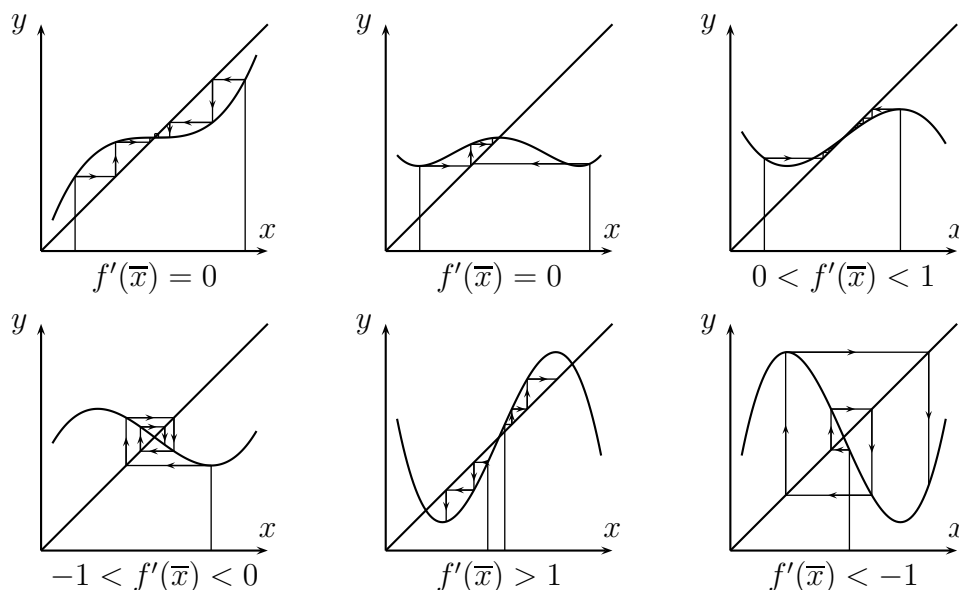 y
y
y
x
x
x
f′(x̅) = 0
f′(x̅) = 0
0 < f′(x̅) < 1
y
y
y
x
x
x
−1 < f′(x̅) < 0
f′(x̅) > 1
f′(x̅) < −1